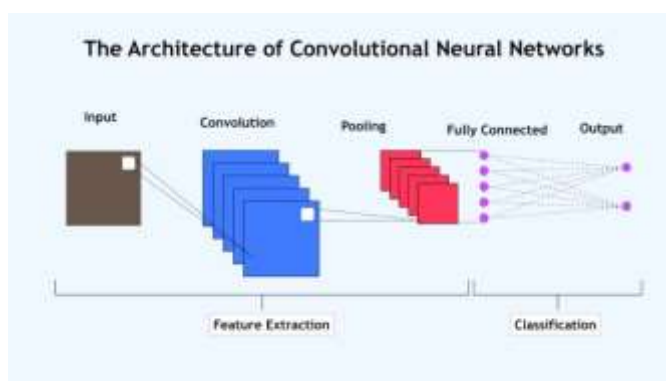 The Architecture of Convolutional Neural Networks
Input
Convolution
Pooling
Fully Connected
Output
Feature Extraction
Classification